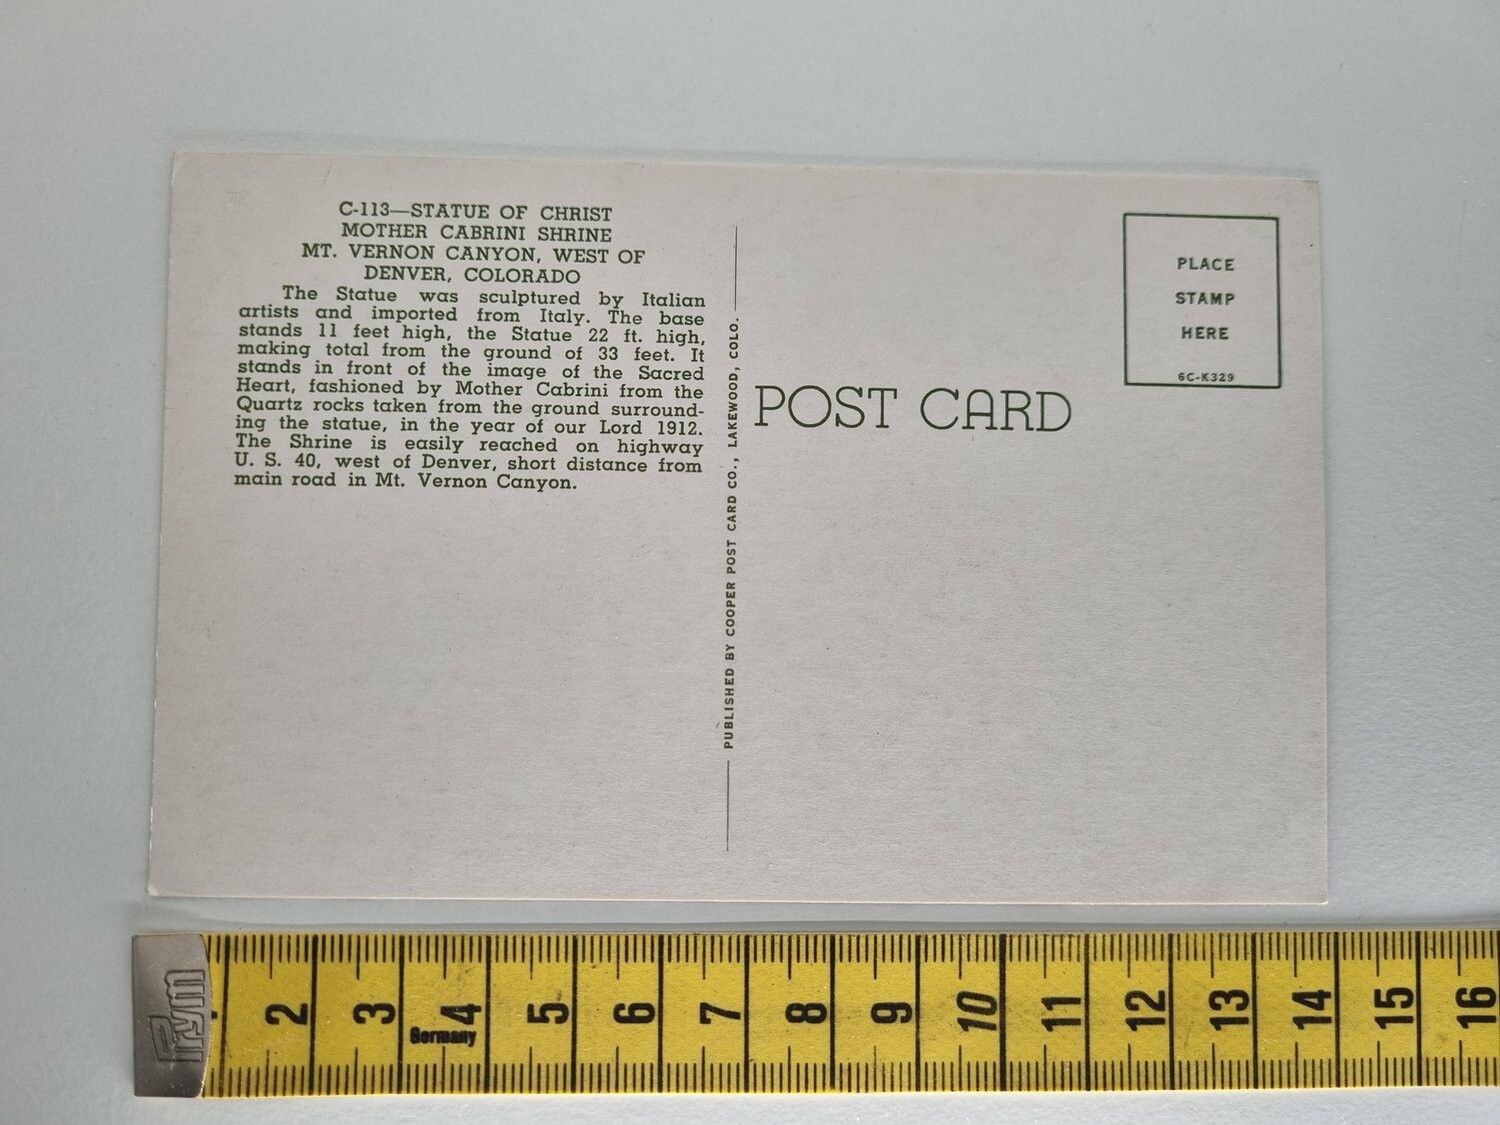 C-113—STATUE OF CHRIST
MOTHER CABRINI SHRINE
MT. VERNON CANYON, WEST OF
DENVER, COLORADO
The Statue was sculptured by Italian
artists and imported from Italy. The base
stands 11 feet high, the Statue 22 ft. high,
making total from the ground of 33 feet. It
stands in front of the image of the Sacred
Heart, fashioned by Mother Cabrini from the
Quartz rocks taken from the ground surround-
ing the statue, in the year of our Lord 1912.
The Shrine is easily reached on highway
U. S. 40, west of Denver, short distance from
main road in Mt. Vernon Canyon.
PUBLISHED BY COOPER POST CARD CO., LAKEWOOD, COLO.
POST CARD
PLACE
STAMP
HERE
6C-K329
Prym
2 3 4 5 6 7 8 9 10 11 12 13 14 15 16
Germany